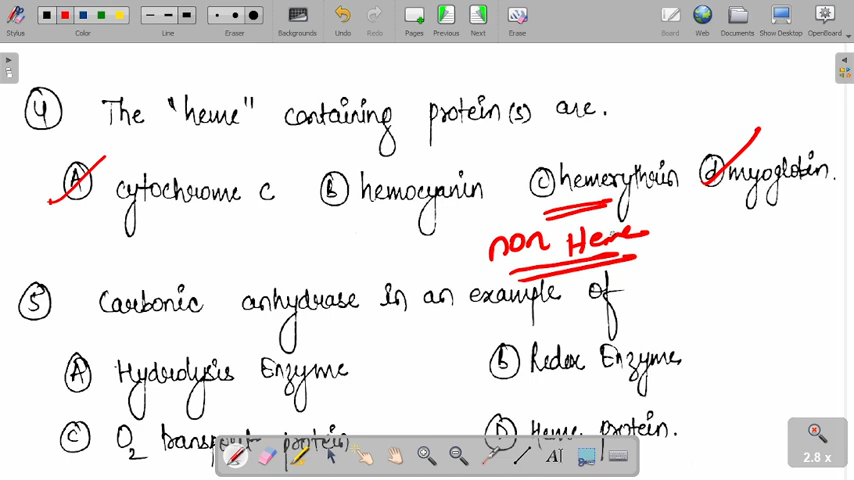 Stylus Color Line Eraser Backgrounds Undo Redo Pages Previous Next Erase Board Web Documents Show Desktop OpenBoard
4 The "heme" containing protein(s) are.
A cytochrome c B hemocyanin C hemerythrin d myoglobin.
non Heme
5 Carbonic anhydrase in an example of
A Hydrolysis Enzyme B Redox Enzyme
C O2 transport protein D Heme protein.
2.8 x